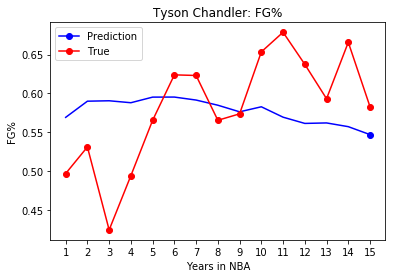 Tyson Chandler: FG%
Prediction
True
FG%
0.65
0.60
0.55
0.50
0.45
1 2 3 4 5 6 7 8 9 10 11 12 13 14 15
Years in NBA